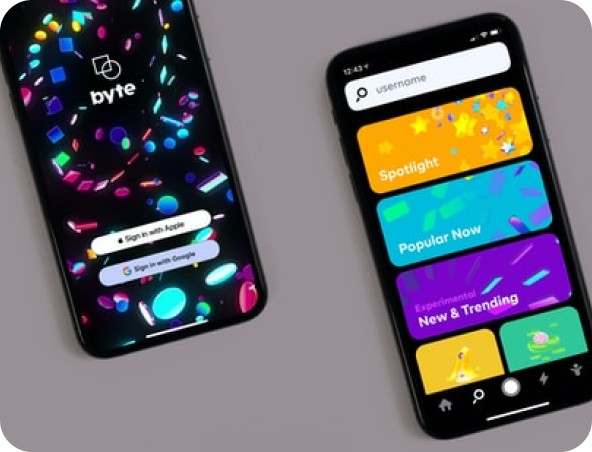 byte
Sign in with Apple
Sign in with Google
12:43
username
Spotlight
Popular Now
Experimental
New & Trending